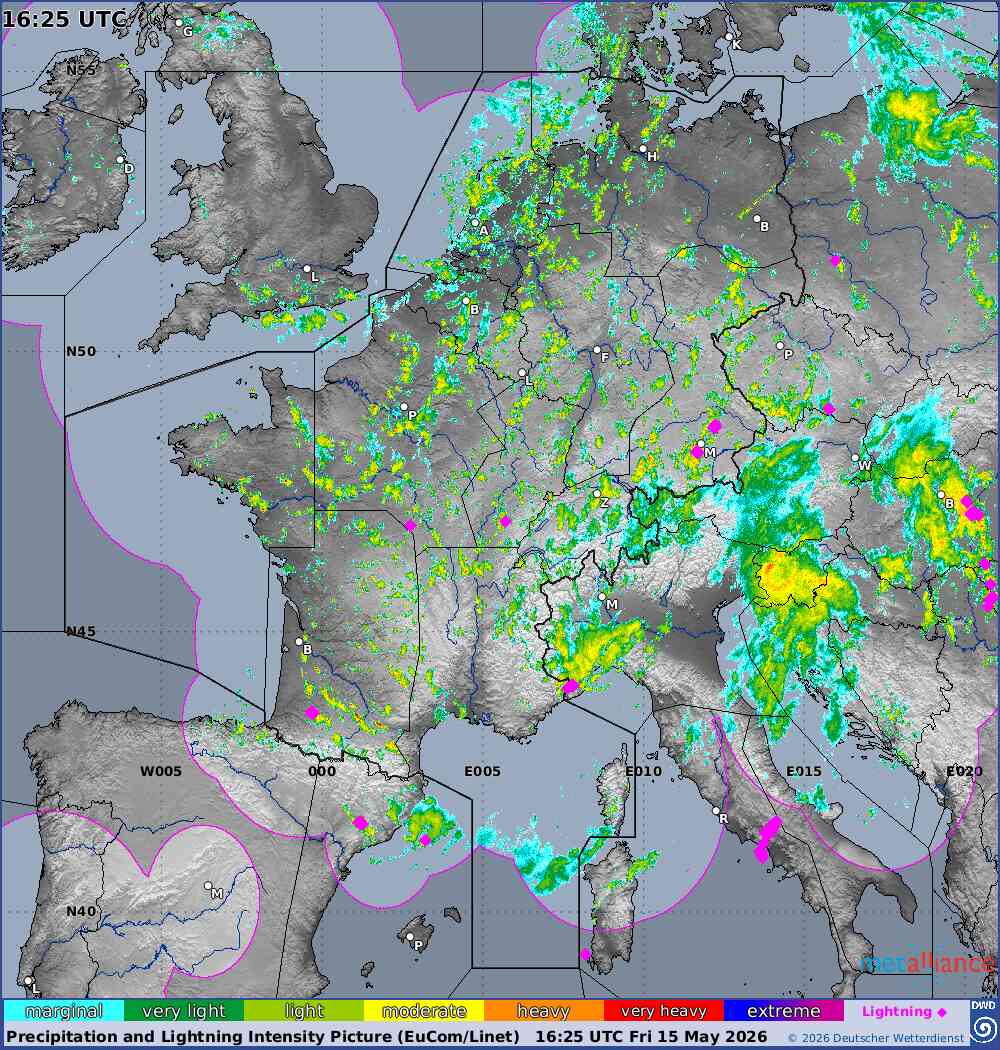 16:25 UTC
G
K
N55
D
H
A
B
L
B
N50
F
P
L
P
M
W
B
Z
M
N45
B
W005
000
E005
E010
E015
E020
R
M
N40
P
L
metalliance
marginal very light light moderate heavy very heavy extreme Lightning
DWD
Precipitation and Lightning Intensity Picture (EuCom/Linet) 16:25 UTC Fri 15 May 2026 © 2026 Deutscher Wetterdienst